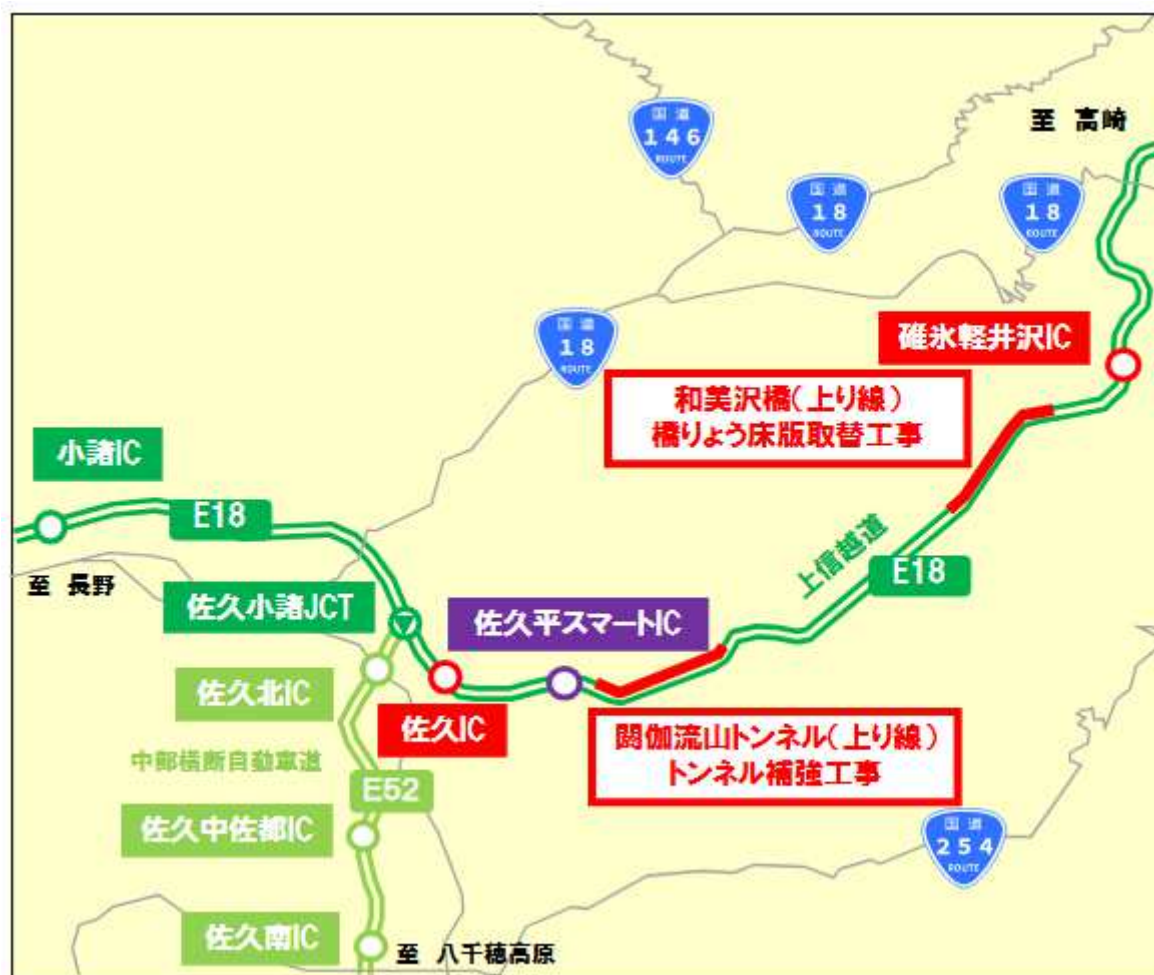 国道
146
ROUTE
至 高崎
国道
18
ROUTE
国道
18
ROUTE
国道
18
ROUTE
碓氷軽井沢IC
和美沢橋(上り線)
橋りょう床版取替工事
小諸IC
E18
上信越道
E18
至 長野
佐久小諸JCT
佐久平スマートIC
佐久北IC
佐久IC
閼伽流山トンネル(上り線)
トンネル補強工事
中部横断自動車道
E52
佐久中佐都IC
国道
254
ROUTE
佐久南IC
至 八千穂高原